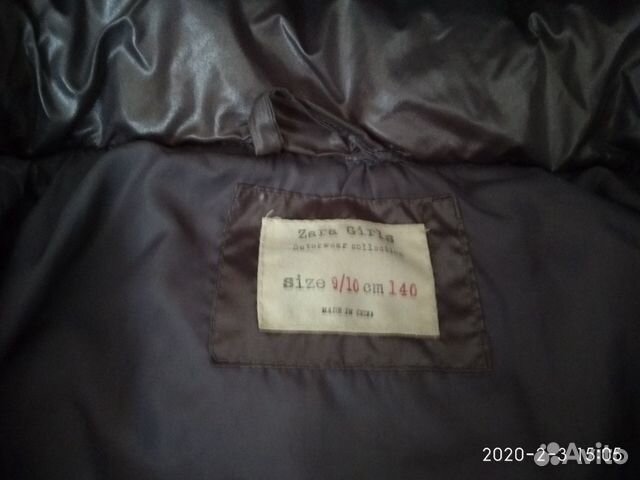 Zara Girls
Outerwear collection
size 9/10 cm 140
MADE IN CHINA
2020-2-3 15:05
Avito